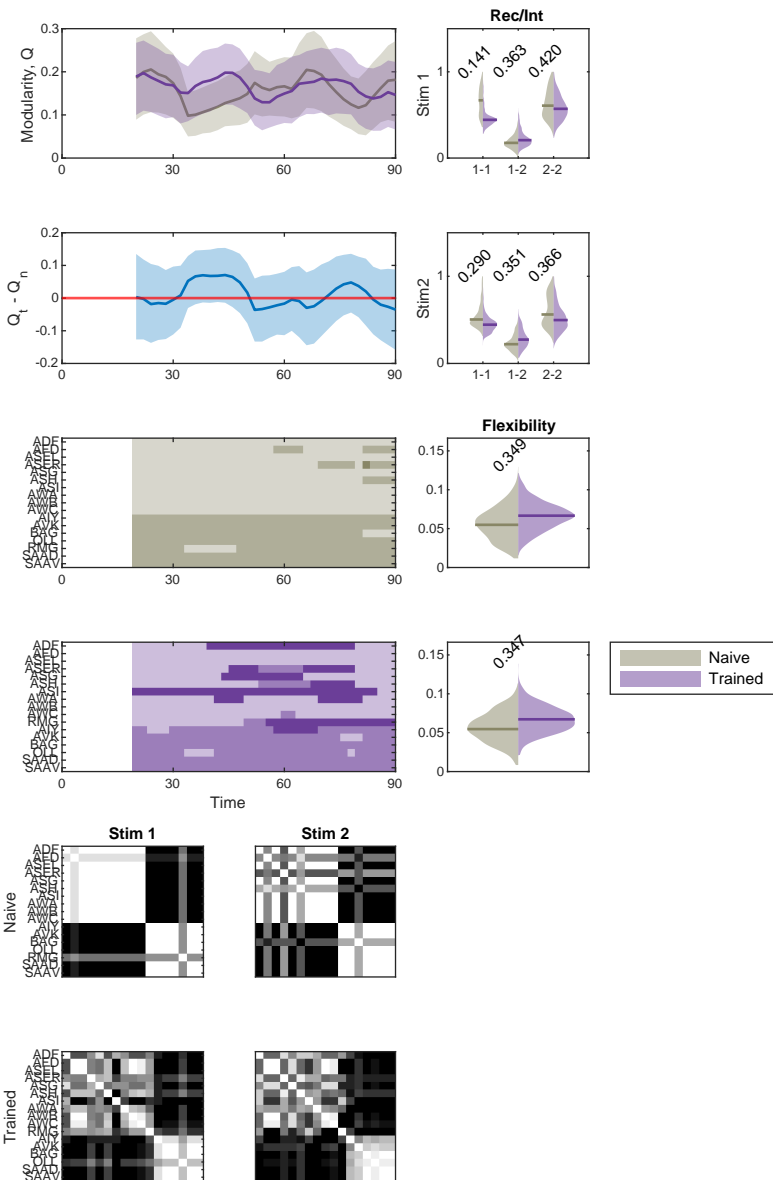 Rec/Int
Modularity, Q
0.3
0.2
0.1
0
0
30
60
90
Stim 1
1
0
0.141
0.363
0.420
1-1
1-2
2-2
Q_t - Q_n
0.2
0.1
0
-0.1
-0.2
0
30
60
90
Stim2
1
0
0.290
0.351
0.366
1-1
1-2
2-2
ADF
AFD
ASEL
ASER
ASG
ASH
ASI
AWA
AWB
AWC
AIY
AVK
BAG
OLL
RMG
SAAD
SAAV
0
30
60
90
Flexibility
0.349
0.15
0.1
0.05
0
ADF
AFD
ASEL
ASER
ASG
ASH
ASI
AWA
AWB
AWC
RMG
AIY
AVK
BAG
OLL
SAAD
SAAV
0
30
60
90
Time
0.347
0.15
0.1
0.05
0
Naive
Trained
Stim 1
Stim 2
Naive
ADF
AFD
ASEL
ASER
ASG
ASH
ASI
AWA
AWB
AWC
AIY
AVK
BAG
OLL
RMG
SAAD
SAAV
Trained
ADF
AFD
ASEL
ASER
ASG
ASH
ASI
AWA
AWB
AWC
RMG
AIY
AVK
BAG
OLL
SAAD
SAAV